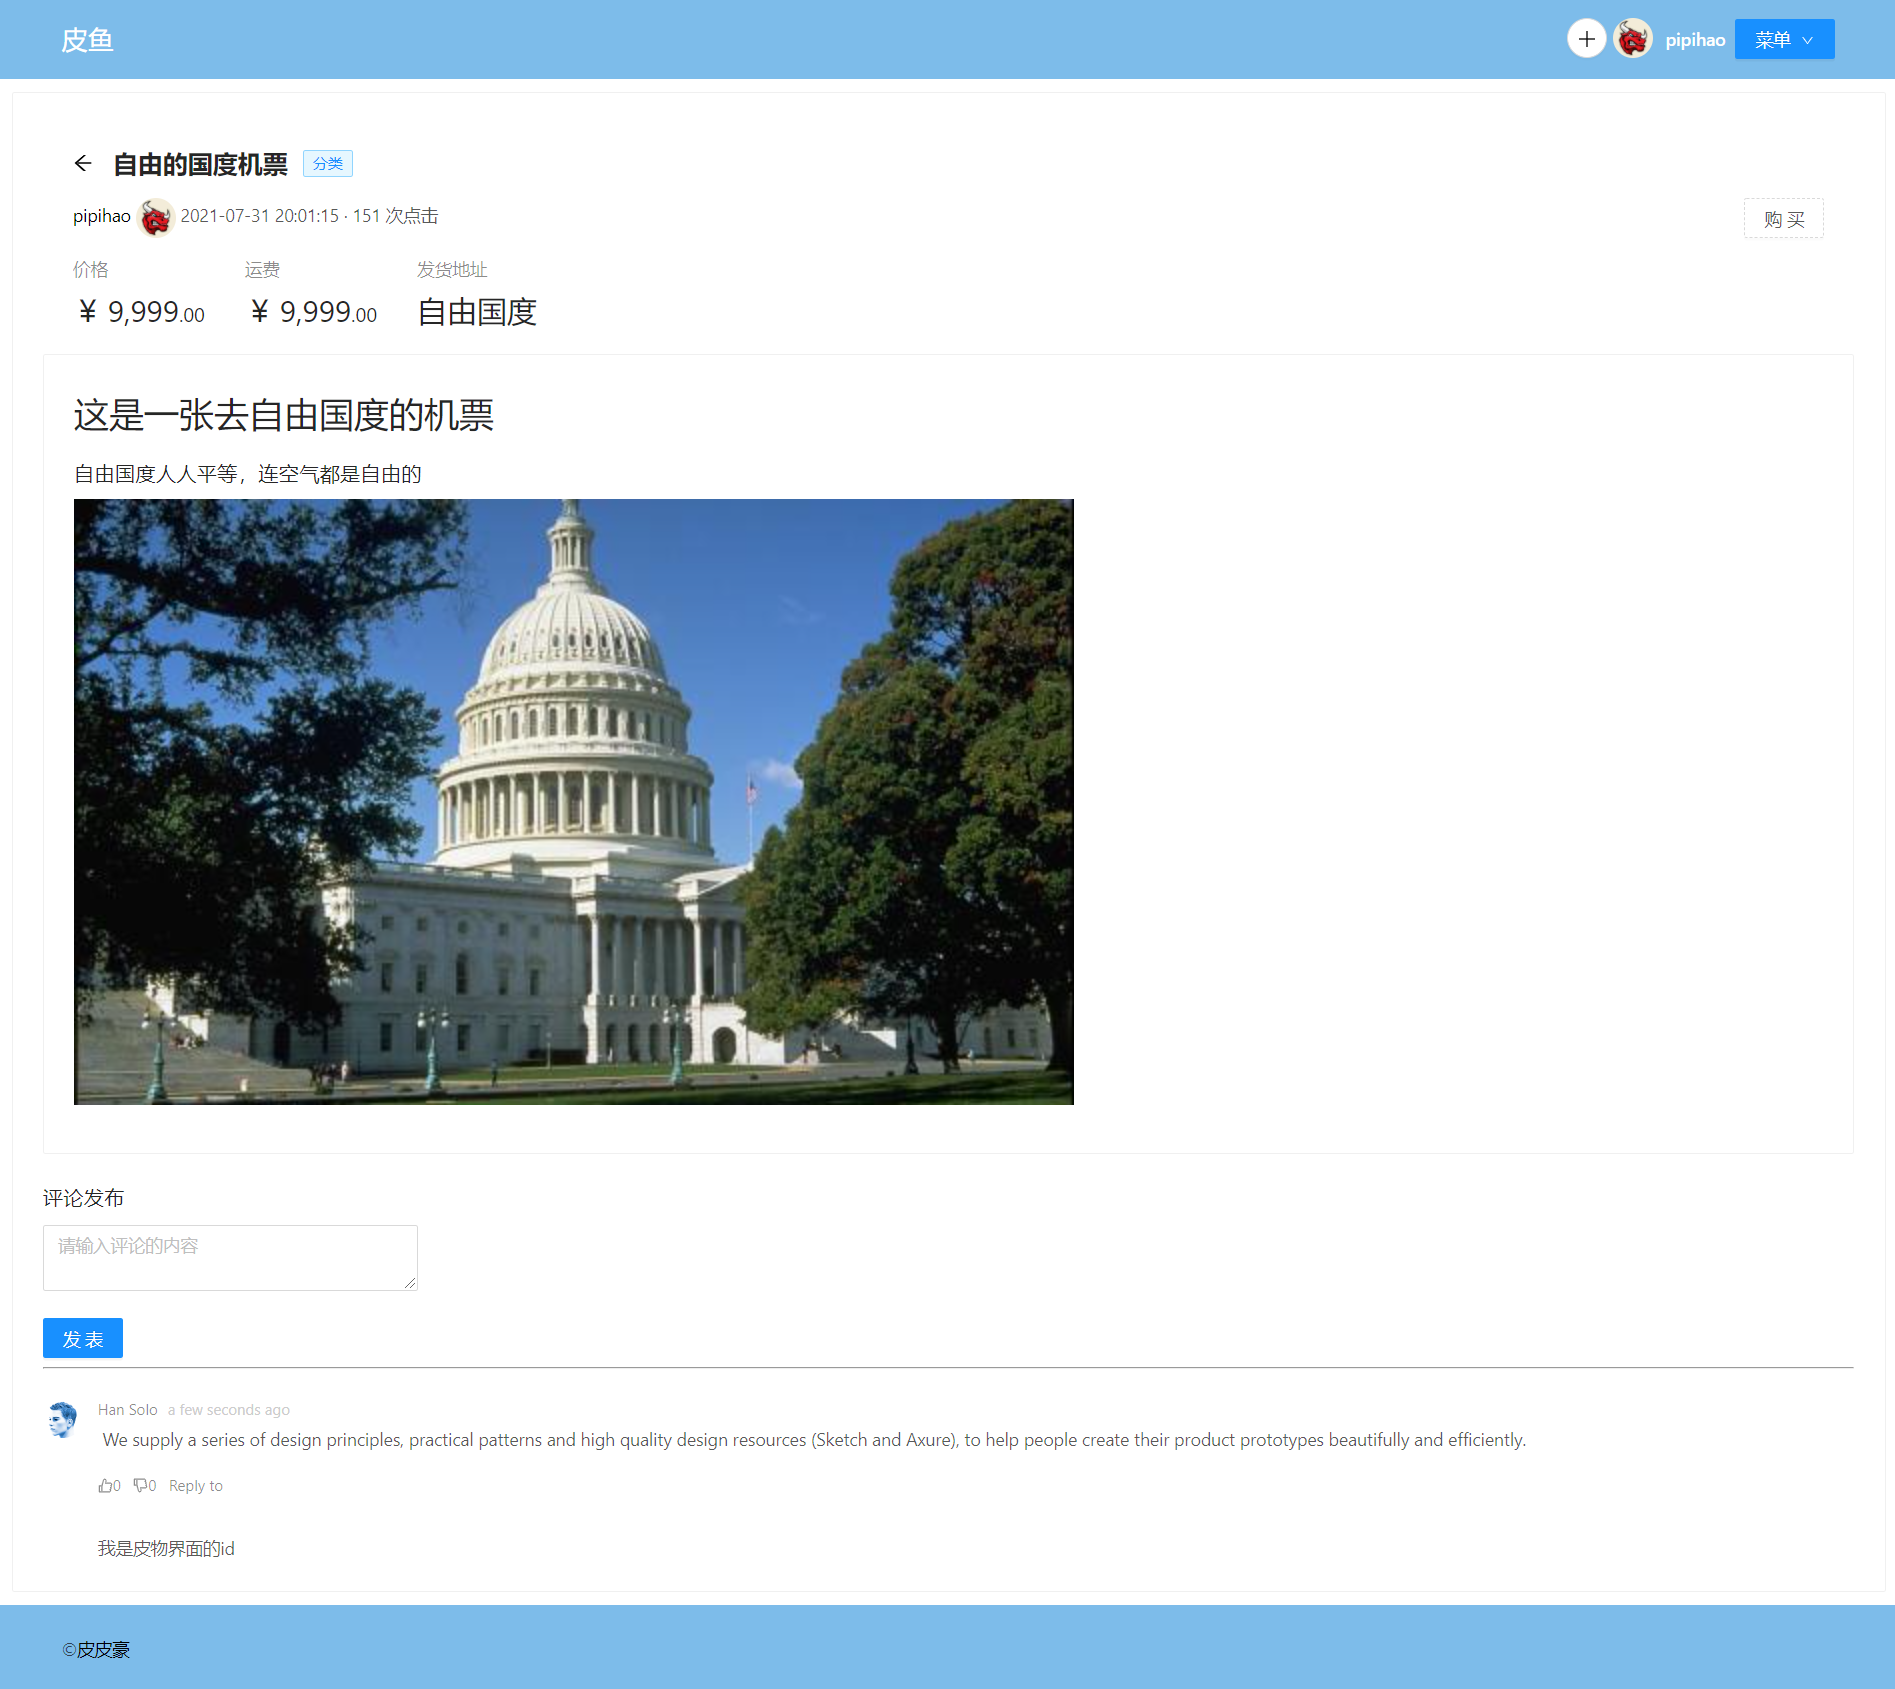 皮鱼
pipihao 菜单
自由的国度机票 分类
pipihao 2021-07-31 20:01:15 · 151 次点击
购 买
价格 运费 发货地址
¥ 9,999.00 ¥ 9,999.00 自由国度
这是一张去自由国度的机票
自由国度人人平等，连空气都是自由的
评论发布
请输入评论的内容
发 表
Han Solo a few seconds ago
We supply a series of design principles, practical patterns and high quality design resources (Sketch and Axure), to help people create their product prototypes beautifully and efficiently.
0 0 Reply to
我是皮物界面的id
©皮皮豪